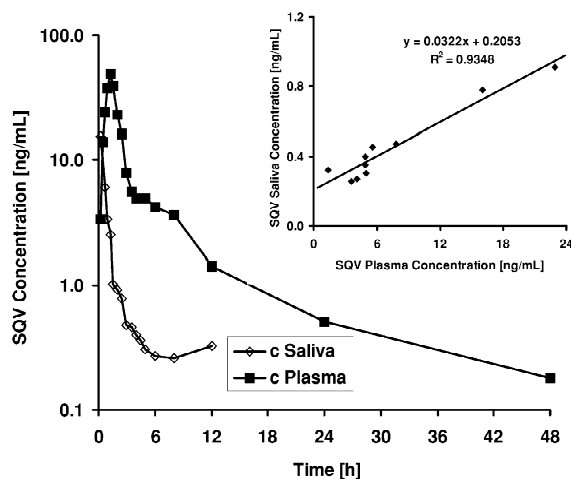 SQV Concentration [ng/mL]
100.0
10.0
1.0
0.1
0 6 12 18 24 30 36 42 48
Time [h]
c Saliva
c Plasma
SQV Saliva Concentration [ng/mL]
1.2
0.8
0.4
0.0
0 6 12 18 24
SQV Plasma Concentration [ng/mL]
y = 0.0322x + 0.2053
R² = 0.9348